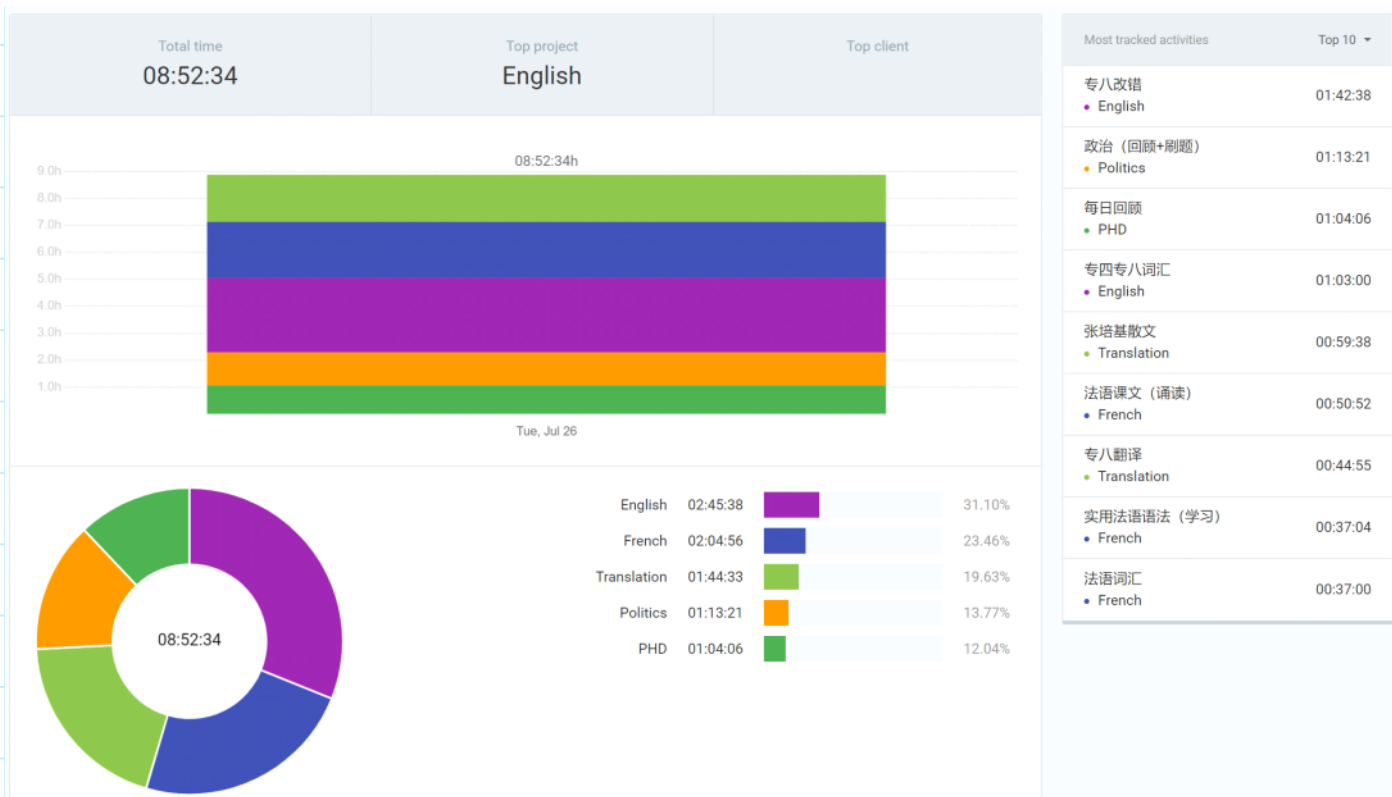 Total time
08:52:34
Top project
English
Top client
08:52:34h
9.0h
8.0h
7.0h
6.0h
5.0h
4.0h
3.0h
2.0h
1.0h
Tue, Jul 26
08:52:34
English 02:45:38 31.10%
French 02:04:56 23.46%
Translation 01:44:33 19.63%
Politics 01:13:21 13.77%
PHD 01:04:06 12.04%
Most tracked activities Top 10
专八改错
English 01:42:38
政治（回顾+刷题）
Politics 01:13:21
每日回顾
PHD 01:04:06
专四专八词汇
English 01:03:00
张培基散文
Translation 00:59:38
法语课文（诵读）
French 00:50:52
专八翻译
Translation 00:44:55
实用法语语法（学习）
French 00:37:04
法语词汇
French 00:37:00